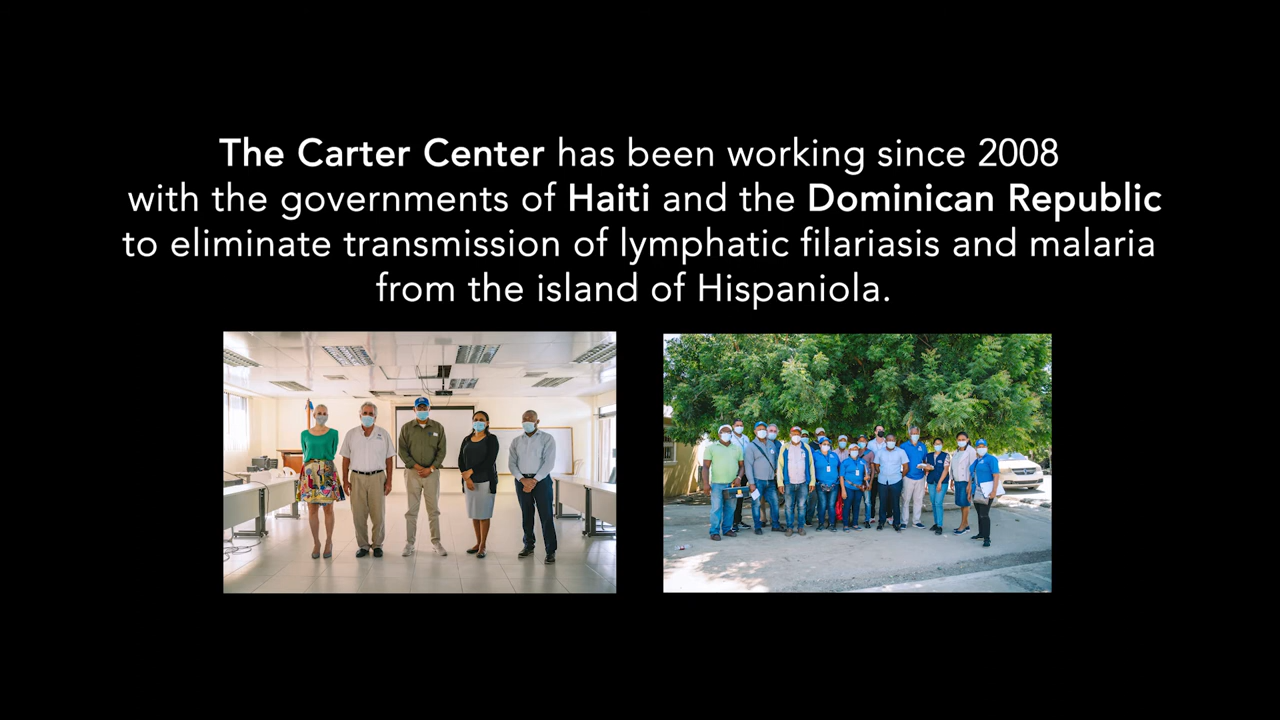 The Carter Center has been working since 2008
with the governments of Haiti and the Dominican Republic
to eliminate transmission of lymphatic filariasis and malaria
from the island of Hispaniola.